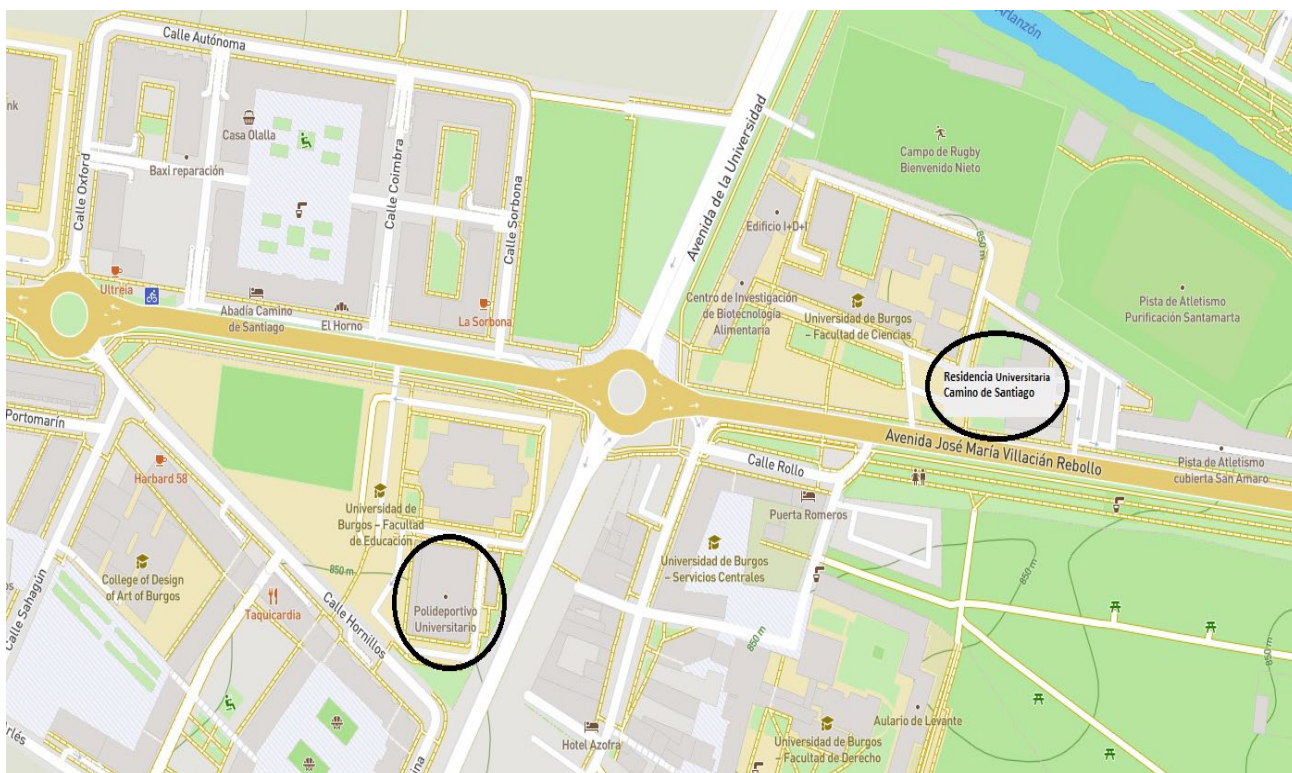 Calle Autónoma
nk
Casa Olalla
Baxi reparación
Calle Oxford
Calle Coimbra
Calle Sorbona
Avenida de la Universidad
Arlanzón
Campo de Rugby
Bienvenido Nieto
Edificio I+D+I
850 m
Ultreia
Abadía Camino
de Santiago
El Horno
La Sorbona
Centro de Investigación
de Biotecnología
Alimentaria
Universidad de Burgos
– Facultad de Ciencias
Pista de Atletismo
Purificación Santamarta
Residencia Universitaria
Camino de Santiago
Portomarín
Harbard 58
Avenida José María Villacián Rebollo
Calle Rollo
Pista de Atletismo
cubierta San Amaro
Puerta Romeros
Universidad de
Burgos – Facultad
de Educación
Universidad de Burgos
– Servicios Centrales
850 m
College of Design
of Art of Burgos
Taquicardia
Calle Hornillos
Calle Sahagún
Polideportivo
Universitario
850 m
850 m
850 m
os
Aulario de Levante
Hotel Azofra
Universidad de Burgos
– Facultad de Derecho
rlés
ina